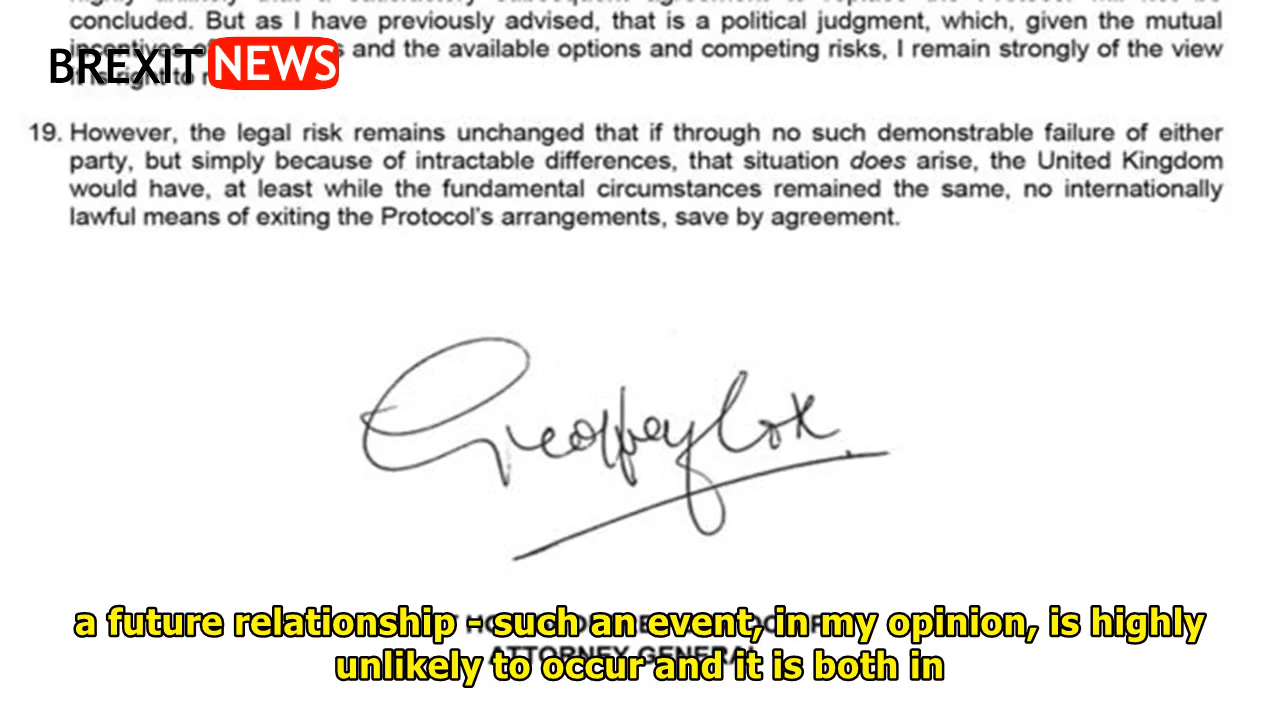 concluded. But as I have previously advised, that is a political judgment, which, given the mutual
and the available options and competing risks, I remain strongly of the view
BREXIT NEWS
19. However, the legal risk remains unchanged that if through no such demonstrable failure of either
party, but simply because of intractable differences, that situation does arise, the United Kingdom
would have, at least while the fundamental circumstances remained the same, no internationally
lawful means of exiting the Protocol's arrangements, save by agreement.
Geoffrey Cox
a future relationship - such an event, in my opinion, is highly
ATTORNEY GENERAL
unlikely to occur and it is both in